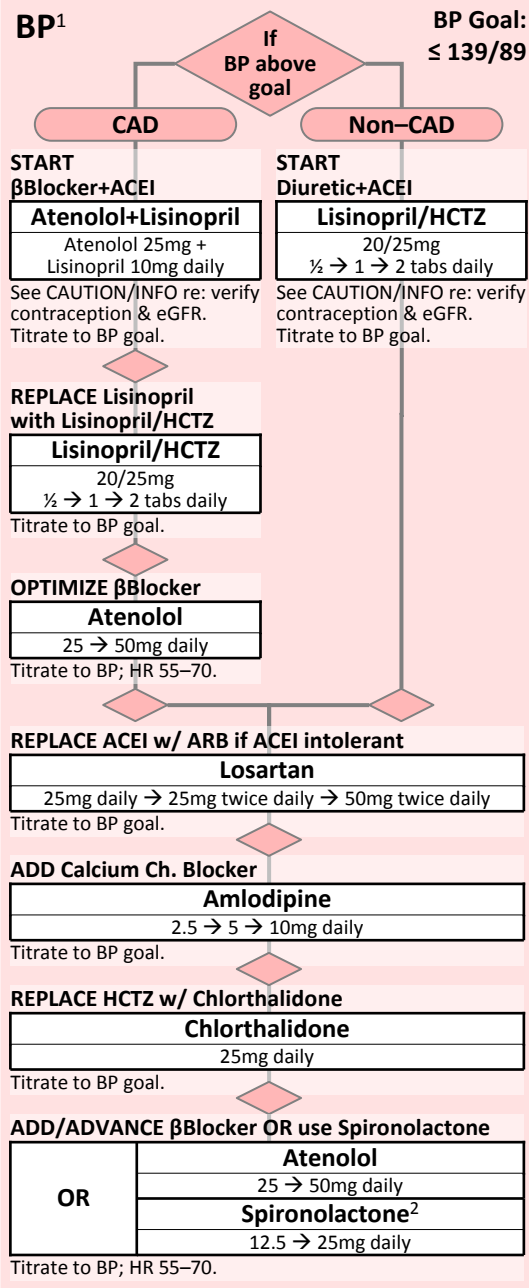 BP¹
BP Goal:
≤ 139/89
If
BP above
goal
CAD
START
βBlocker+ACEI
Atenolol+Lisinopril
Atenolol 25mg +
Lisinopril 10mg daily
See CAUTION/INFO re: verify
contraception & eGFR.
Titrate to BP goal.
REPLACE Lisinopril
with Lisinopril/HCTZ
Lisinopril/HCTZ
20/25mg
½ → 1 → 2 tabs daily
Titrate to BP goal.
OPTIMIZE βBlocker
Atenolol
25 → 50mg daily
Titrate to BP; HR 55–70.
Non–CAD
START
Diuretic+ACEI
Lisinopril/HCTZ
20/25mg
½ → 1 → 2 tabs daily
See CAUTION/INFO re: verify
contraception & eGFR.
Titrate to BP goal.
REPLACE ACEI w/ ARB if ACEI intolerant
Losartan
25mg daily → 25mg twice daily → 50mg twice daily
Titrate to BP goal.
ADD Calcium Ch. Blocker
Amlodipine
2.5 → 5 → 10mg daily
Titrate to BP goal.
REPLACE HCTZ w/ Chlorthalidone
Chlorthalidone
25mg daily
Titrate to BP goal.
ADD/ADVANCE βBlocker OR use Spironolactone
OR
Atenolol
25 → 50mg daily
Spironolactone²
12.5 → 25mg daily
Titrate to BP; HR 55–70.